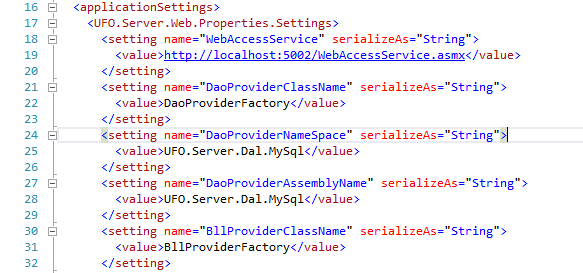 16 <applicationSettings>
17 <UFO.Server.Web.Properties.Settings>
18 <setting name="WebAccessService" serializeAs="String">
19 <value>http://localhost:5002/WebAccessService.asmx</value>
20 </setting>
21 <setting name="DaoProviderClassName" serializeAs="String">
22 <value>DaoProviderFactory</value>
23 </setting>
24 <setting name="DaoProviderNameSpace" serializeAs="String">
25 <value>UFO.Server.Dal.MySql</value>
26 </setting>
27 <setting name="DaoProviderAssemblyName" serializeAs="String">
28 <value>UFO.Server.Dal.MySql</value>
29 </setting>
30 <setting name="BllProviderClassName" serializeAs="String">
31 <value>BllProviderFactory</value>
32 </setting>